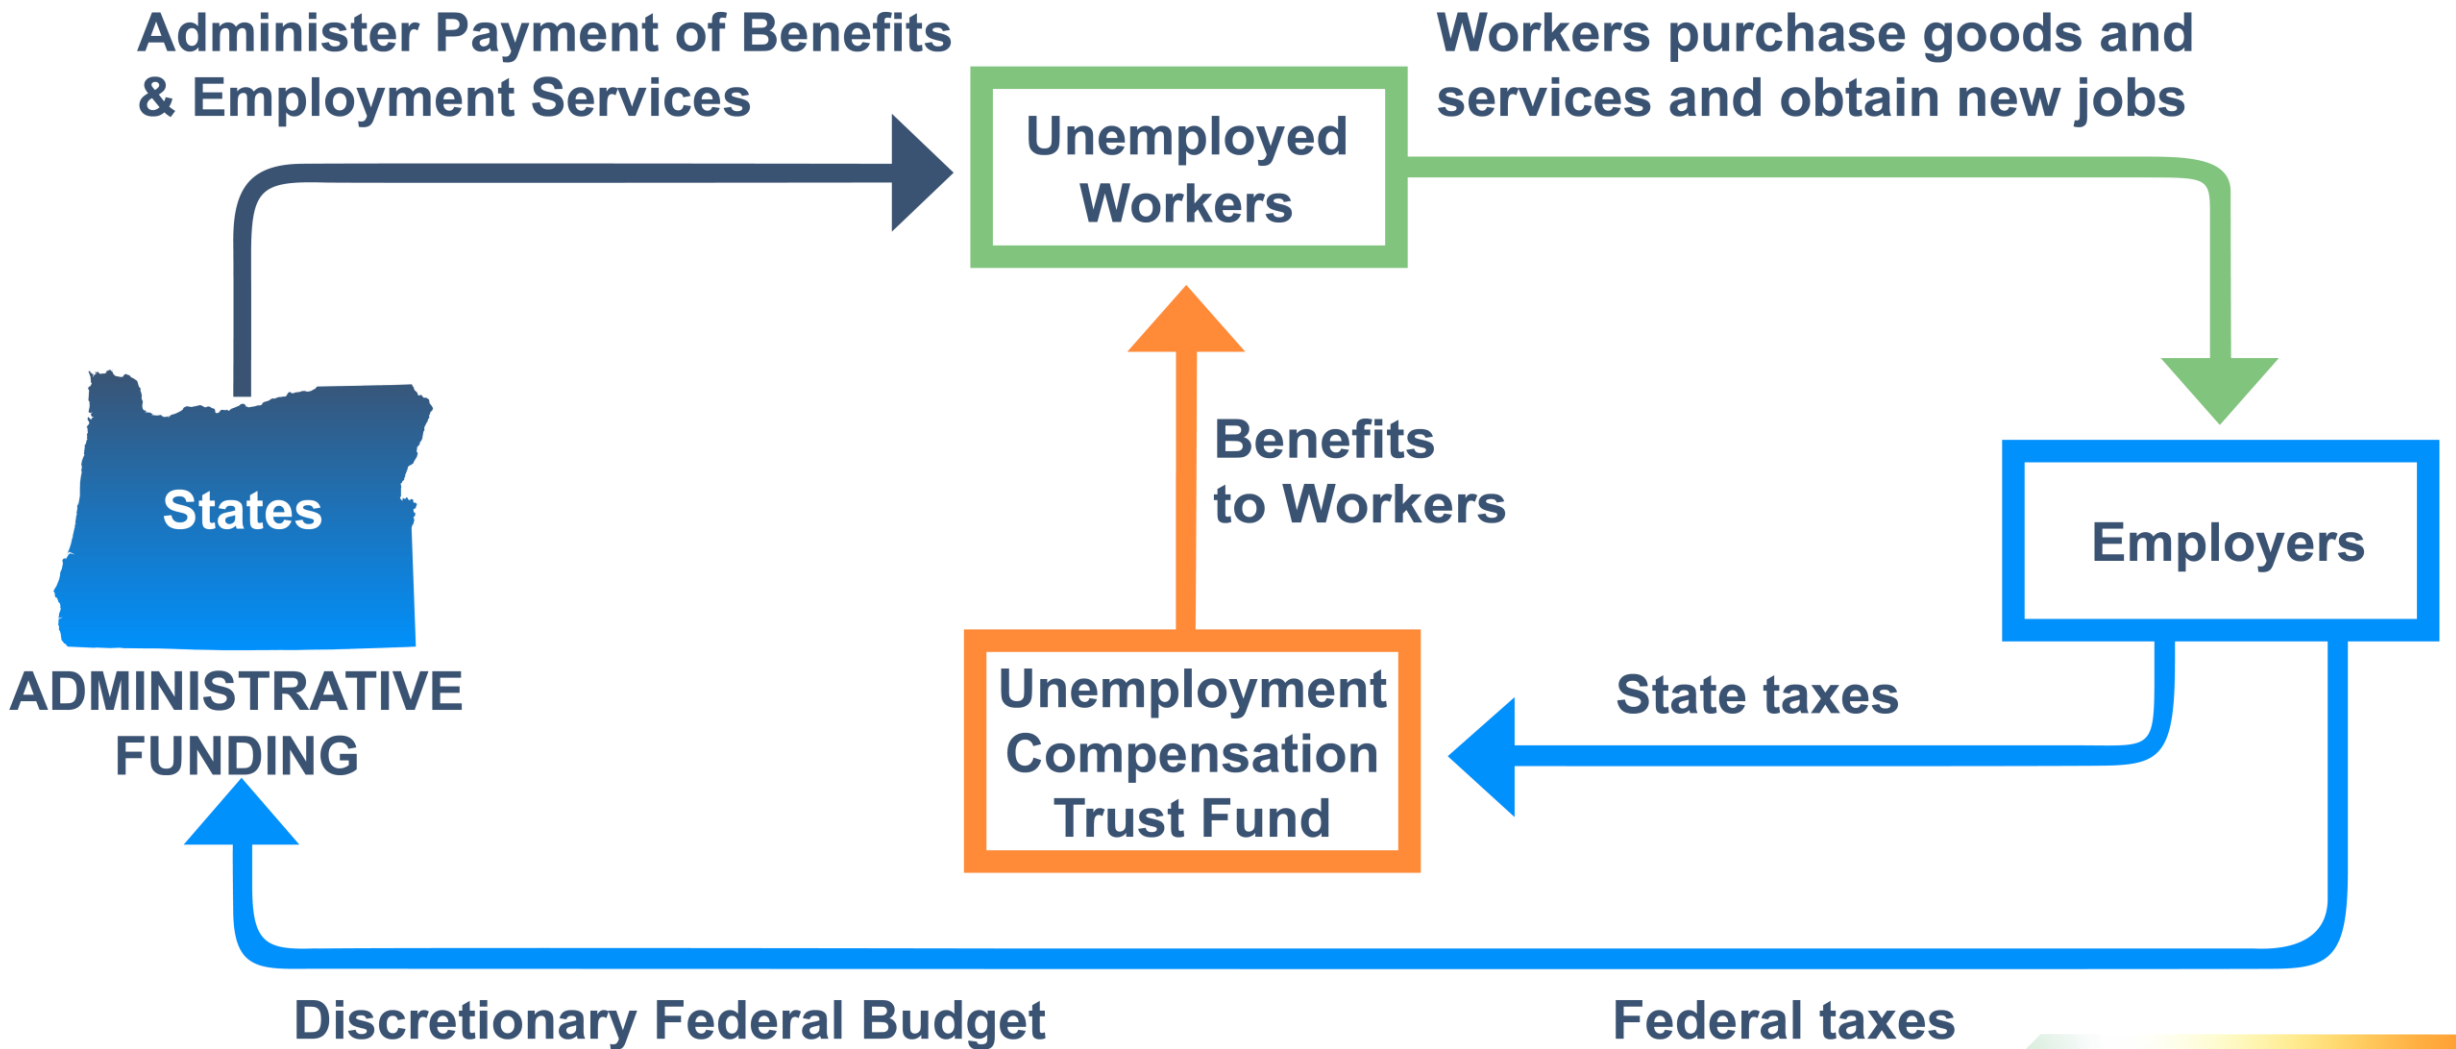 Administer Payment of Benefits
& Employment Services
Workers purchase goods and
services and obtain new jobs
Unemployed
Workers
Benefits
to Workers
States
Employers
ADMINISTRATIVE
FUNDING
Unemployment
Compensation
Trust Fund
State taxes
Discretionary Federal Budget
Federal taxes